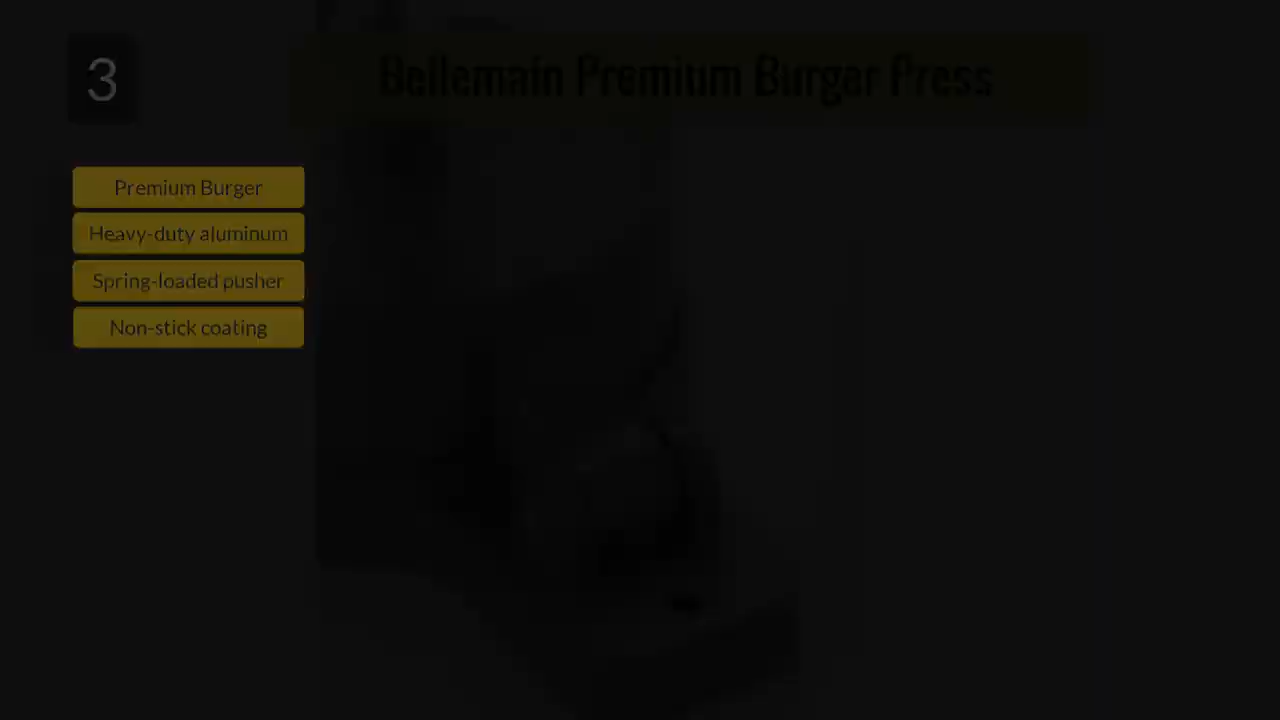 3
Bellemain Premium Burger Press
Premium Burger
Heavy-duty aluminum
Spring-loaded pusher
Non-stick coating